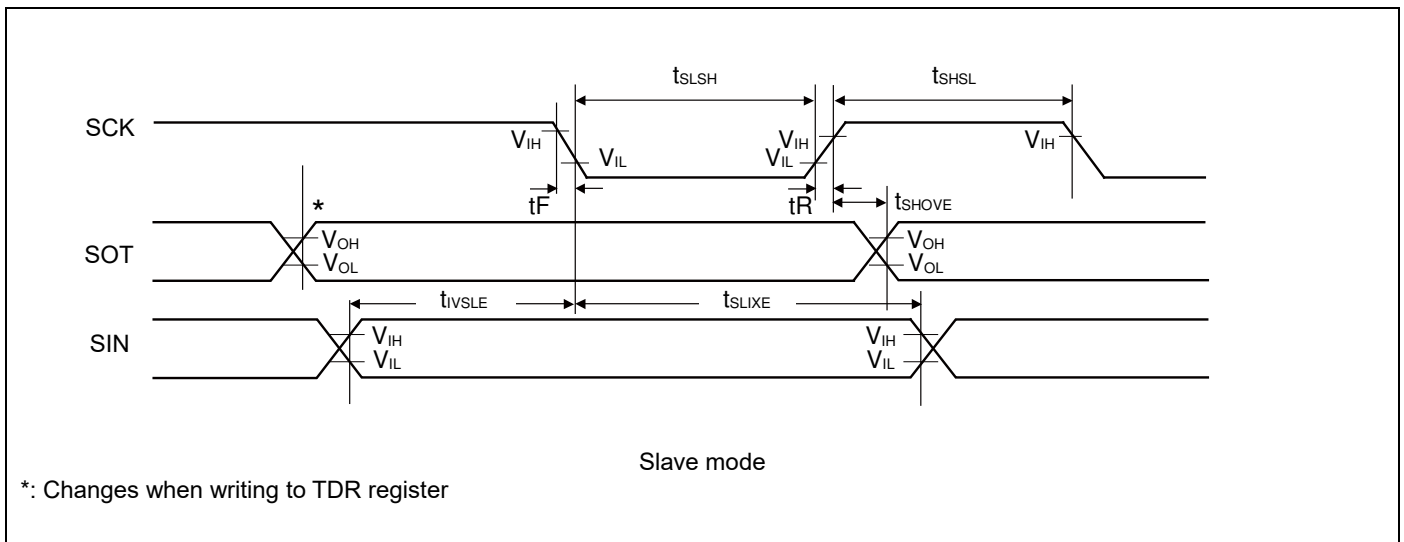 tSLSH tSHSL
SCK VIH VIL VIH VIL VIH
tF tR tSHOVE
* 
SOT VOH VOL VOH VOL
tIVSLE tSLIXE
SIN VIH VIL VIH VIL
Slave mode
*: Changes when writing to TDR register